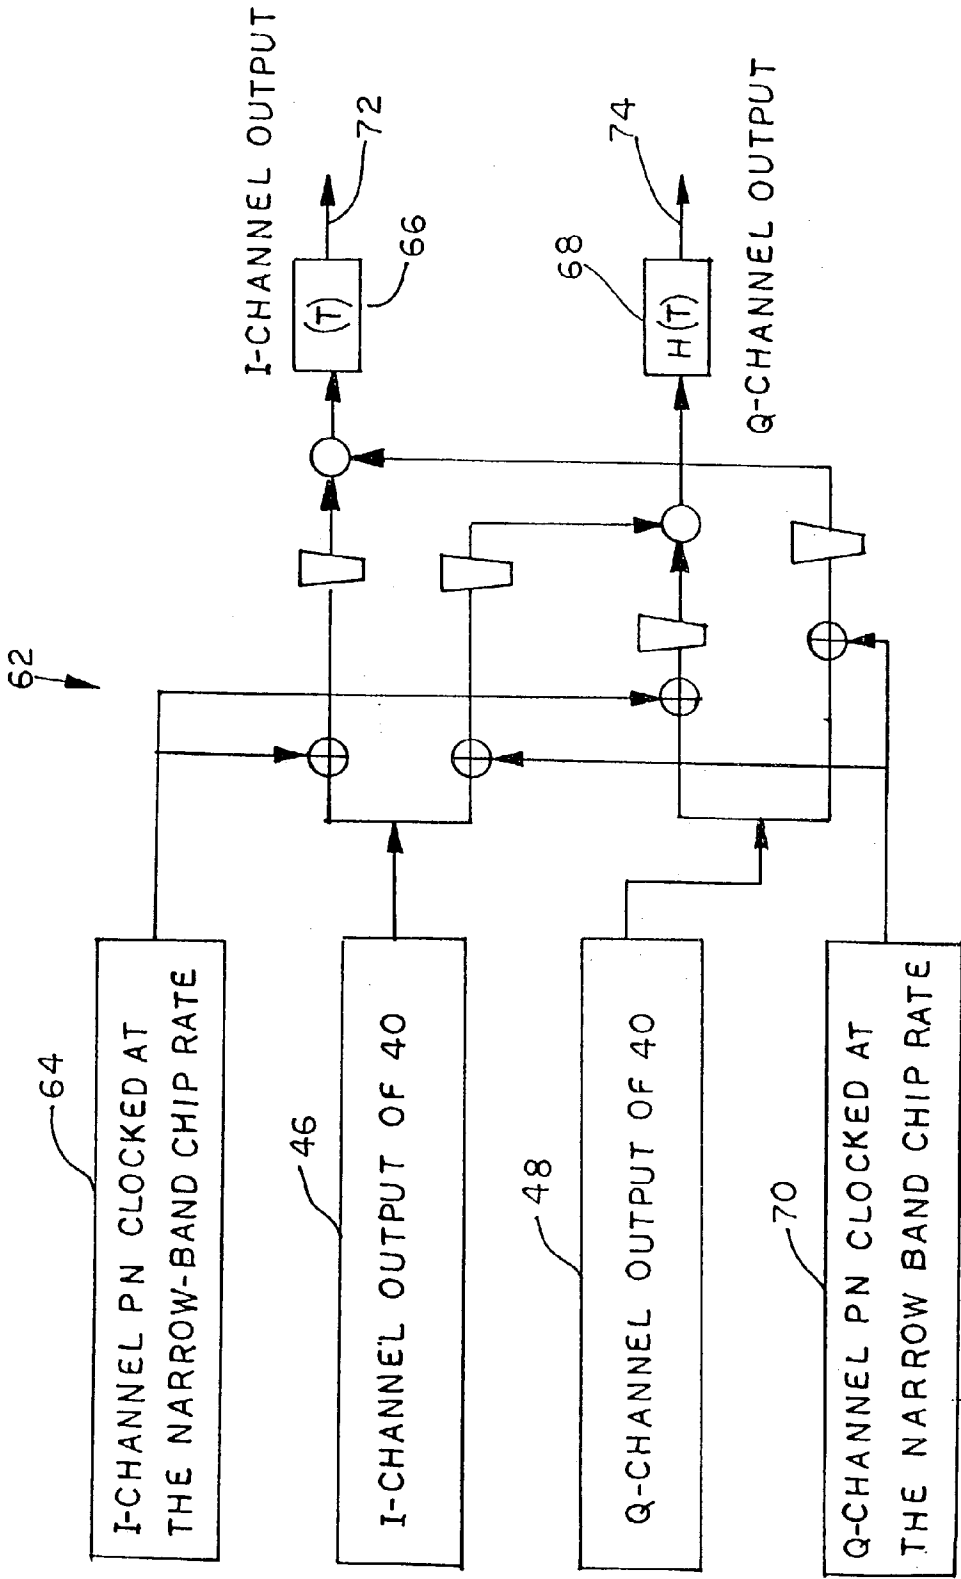 62
64
I-CHANNEL PN CLOCKED AT
THE NARROW-BAND CHIP RATE
46
I-CHANNEL OUTPUT OF 40
48
Q-CHANNEL OUTPUT OF 40
70
Q-CHANNEL PN CLOCKED AT
THE NARROW BAND CHIP RATE
I-CHANNEL OUTPUT
72
(T)
66
74
68
H(T)
Q-CHANNEL OUTPUT